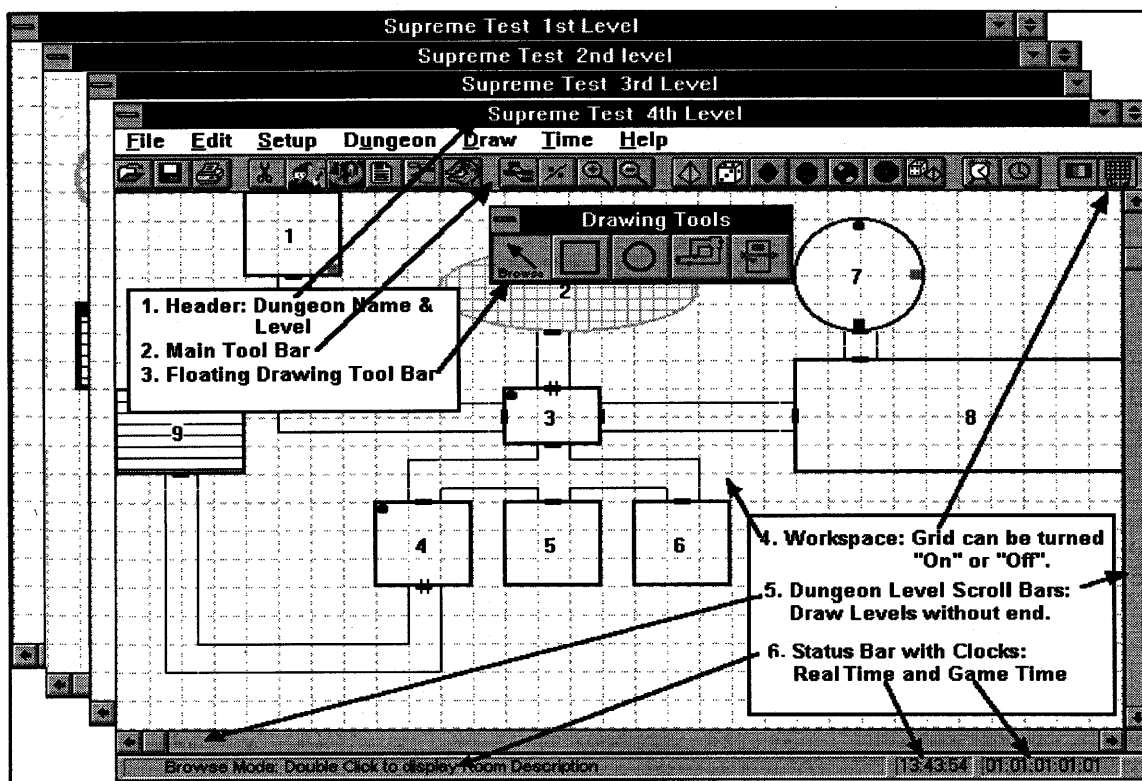 Supreme Test 1st Level
Supreme Test 2nd level
Supreme Test 3rd Level
Supreme Test 4th Level
File Edit Setup Dungeon Draw Time Help
Drawing Tools
Browse
1
2
7
1. Header: Dungeon Name &
Level
2. Main Tool Bar
3. Floating Drawing Tool Bar
3
8
9
4
5
6
4. Workspace: Grid can be turned
"On" or "Off".
5. Dungeon Level Scroll Bars:
Draw Levels without end.
6. Status Bar with Clocks:
Real Time and Game Time
Browse Mode: Double Click to display Room Description
13:43:54
01:01:01:01:01